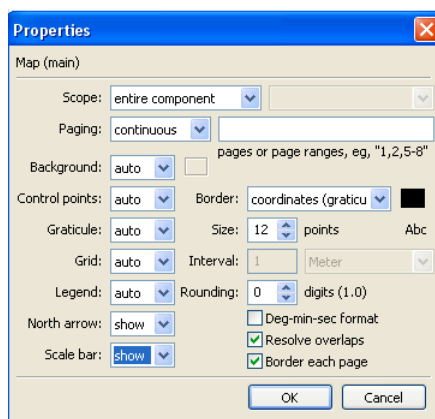 Properties
Map (main)
Scope: entire component
Paging: continuous
pages or page ranges, eg, "1,2,5-8"
Background: auto
Control points: auto Border: coordinates (graticu
Graticule: auto Size: 12 points Abc
Grid: auto Interval: 1 Meter
Legend: auto Rounding: 0 digits (1.0)
North arrow: show Deg-min-sec format
Resolve overlaps
Scale bar: show
Border each page
OK Cancel